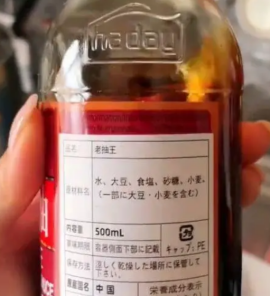 haday
品名 老抽王
原材料名 水、大豆、食塩、砂糖、小麦、
(一部に大豆・小麦を含む)
内容量 500mL
賞味期限 容器側面下部に記載
キャップ: PE
保存方法 涼しく乾燥した場所に保管して下さい。
原産国名 中国
栄養成分表示